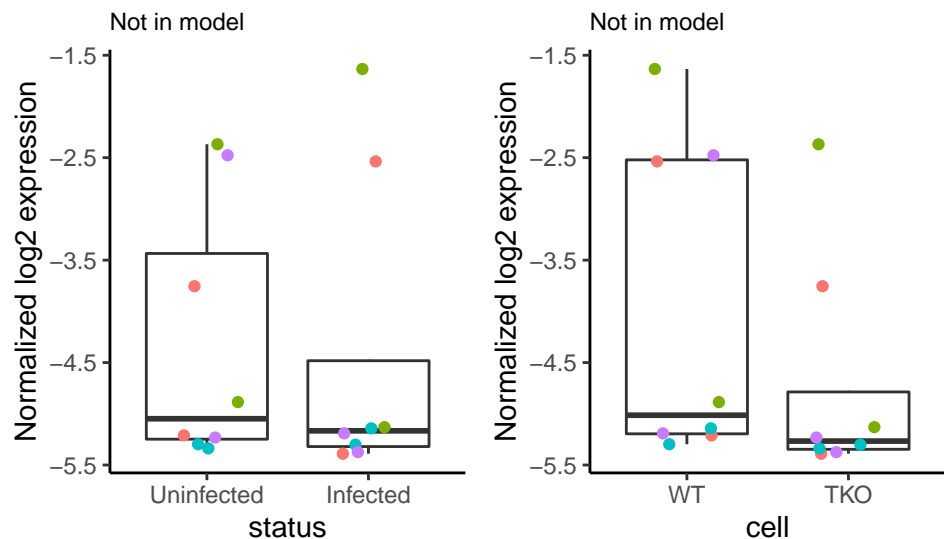 Not in model
Normalized log2 expression
−1.5
−2.5
−3.5
−4.5
−5.5
Uninfected
Infected
status
Not in model
Normalized log2 expression
−1.5
−2.5
−3.5
−4.5
−5.5
WT
TKO
cell